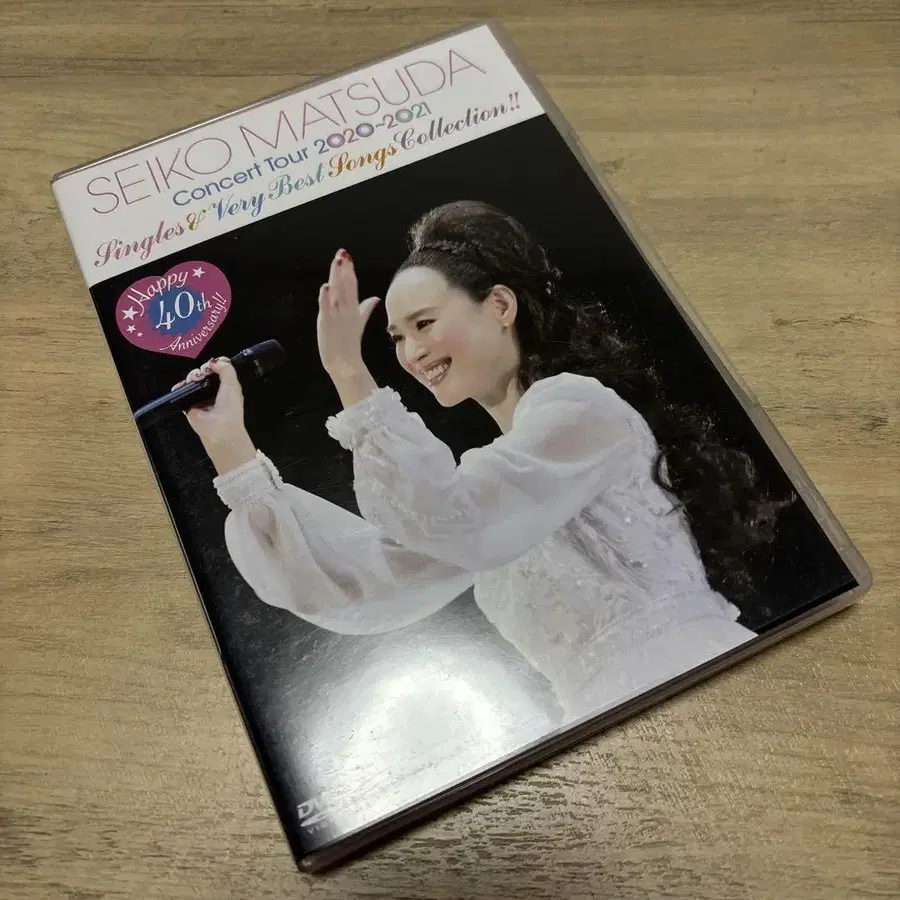 SEIKO MATSUDA
Concert Tour 2020~2021
Singles & Very Best Songs Collection!!
Happy
40th
Anniversary!!
DVD